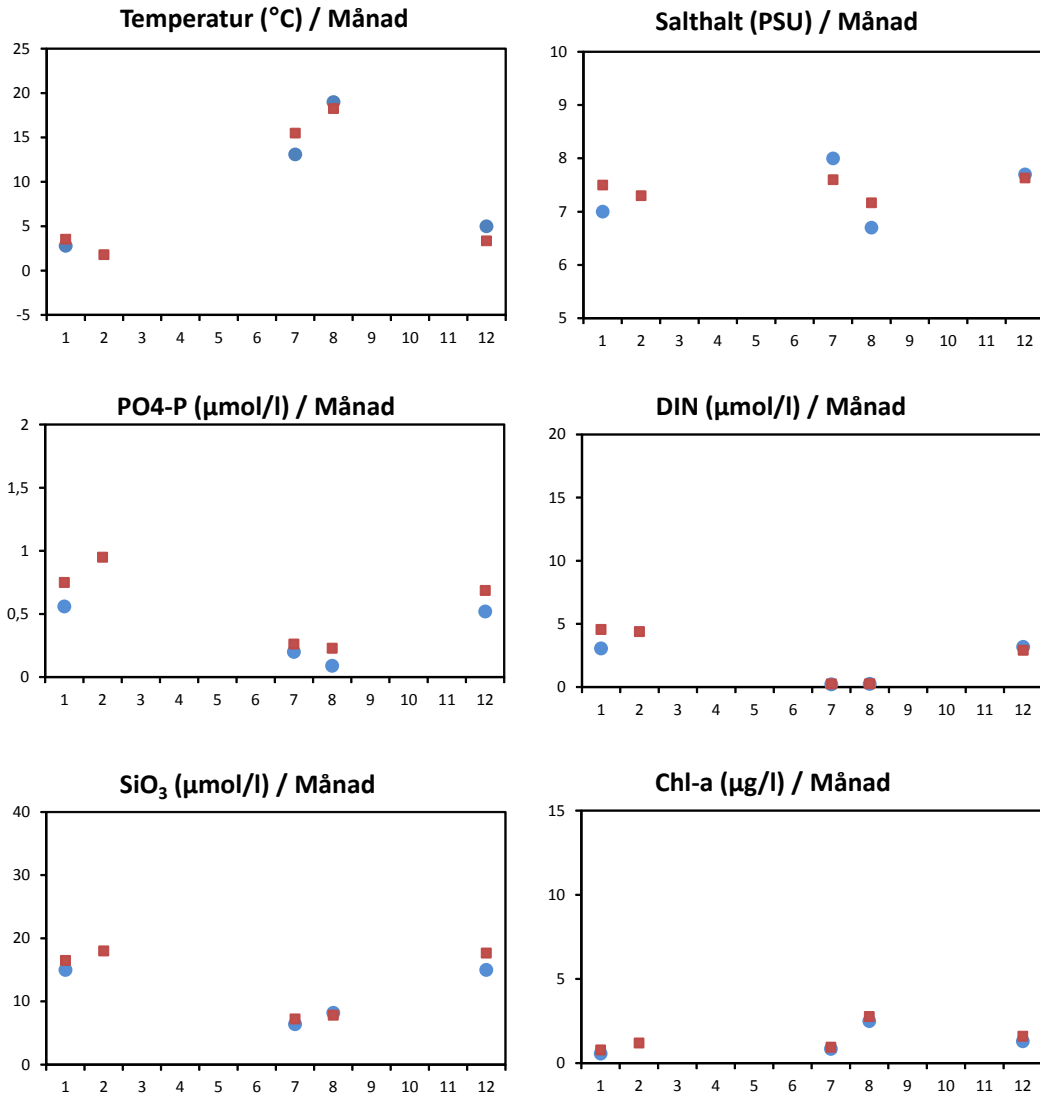 Temperatur (°C) / Månad
25
20
15
10
5
0
-5
1 2 3 4 5 6 7 8 9 10 11 12
Salthalt (PSU) / Månad
10
9
8
7
6
5
1 2 3 4 5 6 7 8 9 10 11 12
PO4-P (µmol/l) / Månad
2
1,5
1
0,5
0
1 2 3 4 5 6 7 8 9 10 11 12
DIN (µmol/l) / Månad
20
15
10
5
0
1 2 3 4 5 6 7 8 9 10 11 12
SiO₃ (µmol/l) / Månad
40
30
20
10
0
1 2 3 4 5 6 7 8 9 10 11 12
Chl-a (µg/l) / Månad
15
10
5
0
1 2 3 4 5 6 7 8 9 10 11 12